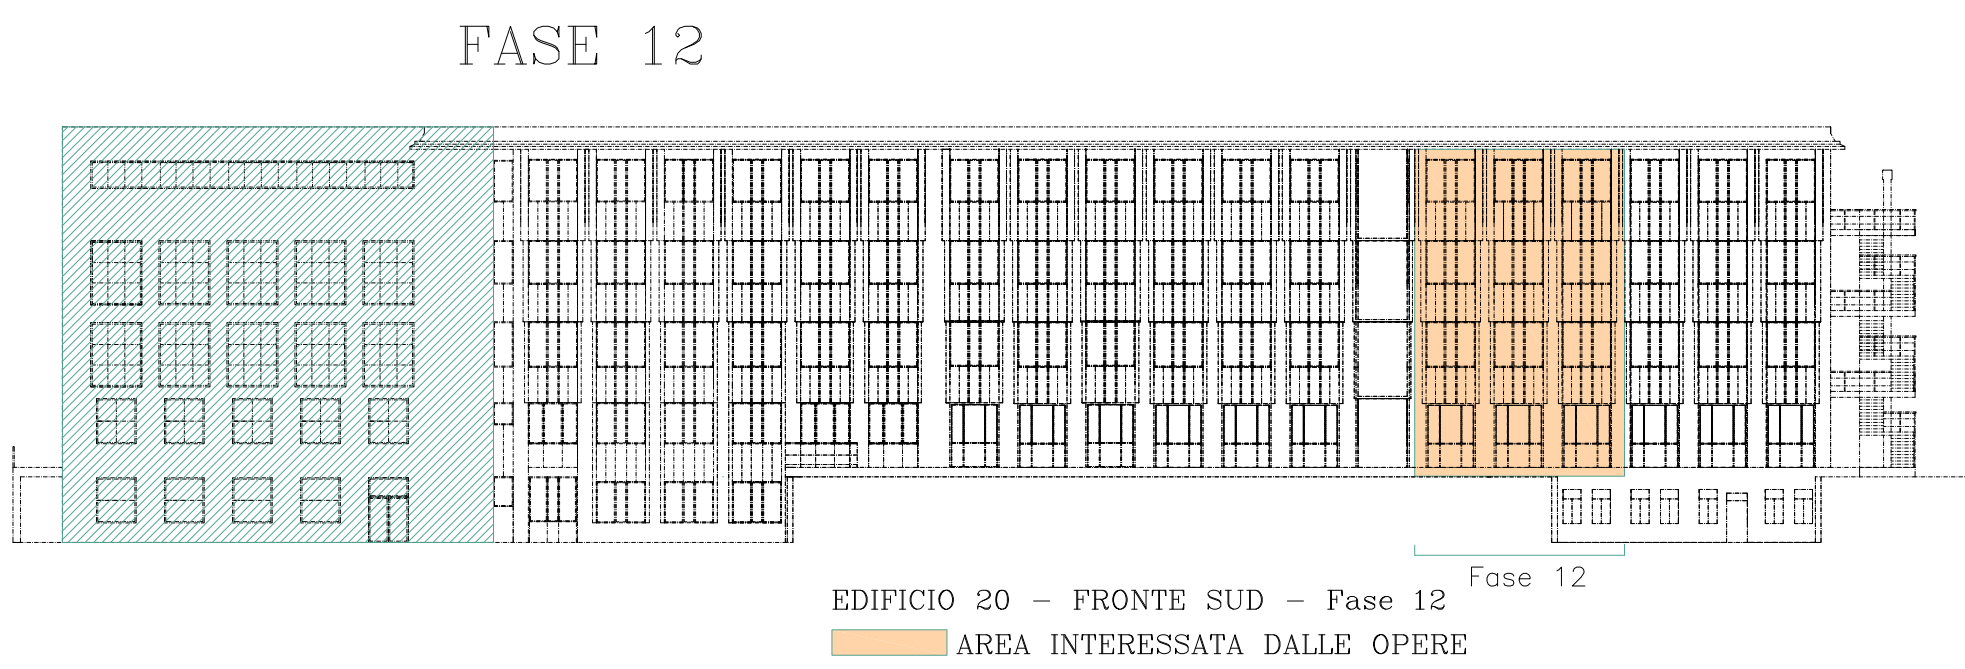 FASE 12
Fase 12
EDIFICIO 20 - FRONTE SUD - Fase 12
AREA INTERESSATA DALLE OPERE